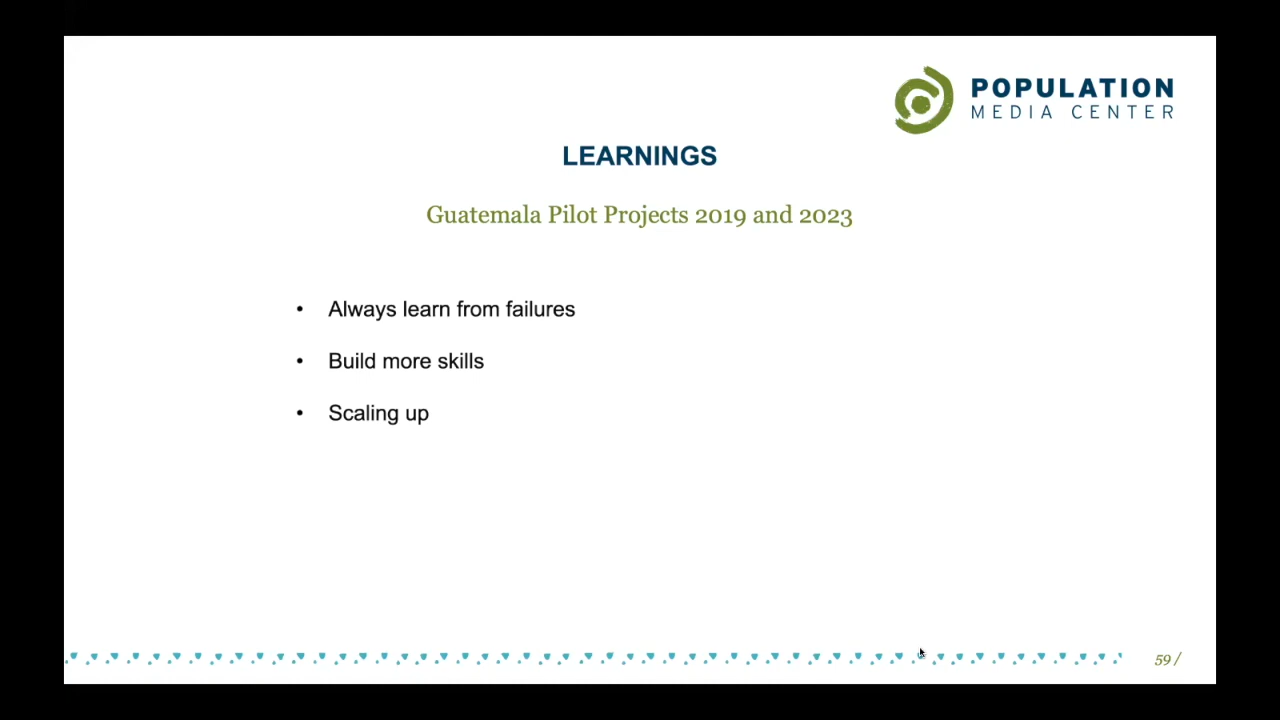 POPULATION
MEDIA CENTER
LEARNINGS
Guatemala Pilot Projects 2019 and 2023
• Always learn from failures
• Build more skills
• Scaling up
59 /